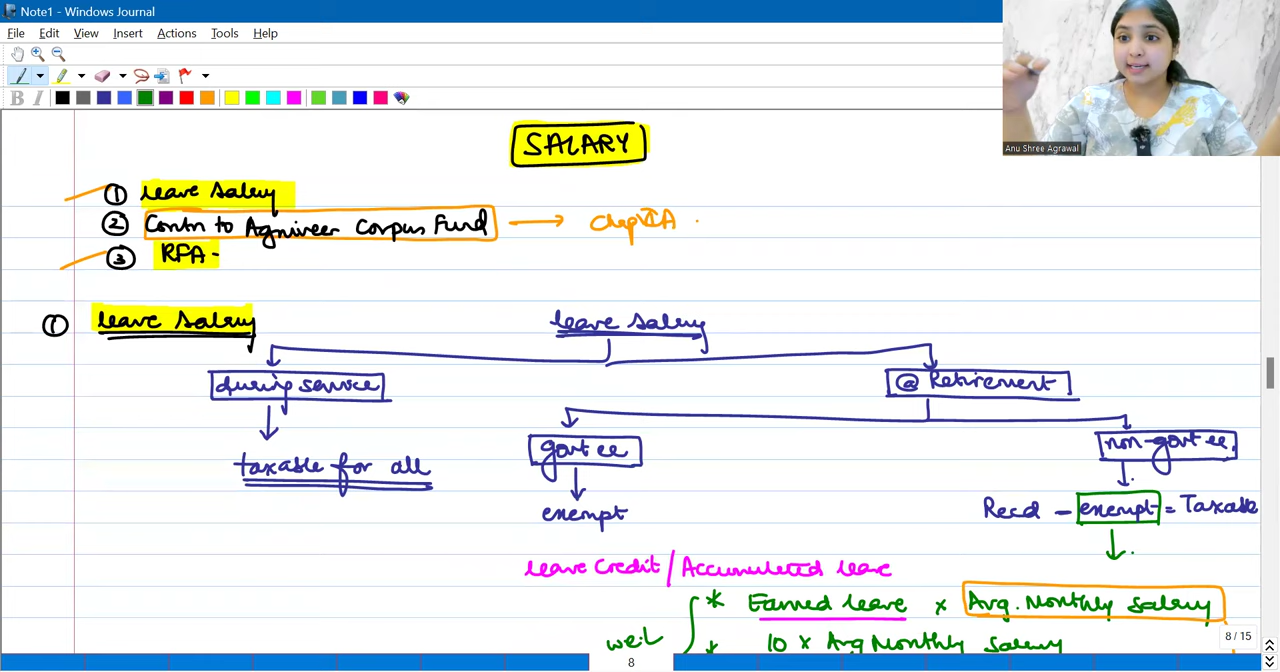 Note1 - Windows Journal
File Edit View Insert Actions Tools Help
B I
Anu Shree Agrawal
SALARY
① leave Salary
② Contn to Agniveer Corpus Fund → chap VIA
③ RPA -
① leave Salary
leave Salary
during service
@ Retirement
taxable for all
govt ee
non-govt ee.
exempt
Recd - exempt = Taxable
leave Credit / Accumulated leave
* Earned leave x Avg. Monthly Salary
w.e.l
* 10 x Avg Monthly Salary
8 / 15
8